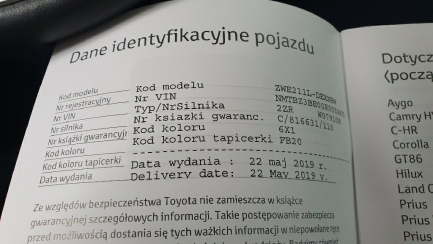 Dane identyfikacyjne pojazdu
Kod modelu
Nr rejestracyjny
Nr VIN
Nr silnika
Nr książki gwarancyjn
Kod koloru
Kod koloru tapicerki
Data wydania
Kod modelu
Nr VIN
Typ/NrSilnika 2ZR
Nr ksiazki gwaranc. C/816631/110
Kod koloru 6X1
Kod koloru tapicerki FB20
Data wydania : 22 maj 2019 r.
Delivery date: 22 May 2019 y.
Ze względów bezpieczeństwa Toyota nie zamieszcza w książce
gwarancyjnej szczegółowych informacji. Takie postępowanie zabezpiecza
przed możliwością dostania się tych ważkich informacji w niepowołane ręce
Dotycz
(począ
Aygo
Camry H
C-HR
Corolla
GT86
Hilux
Land C
Prius
Prius
Prius